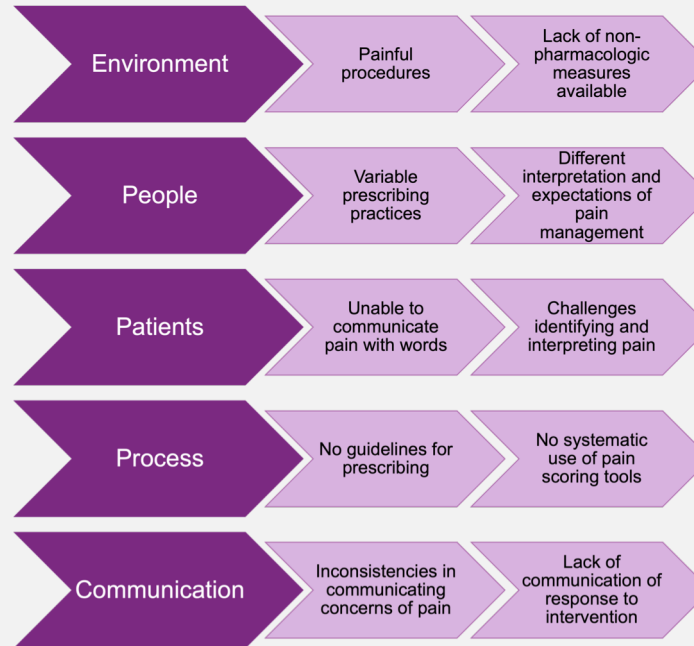 Environment
Painful
procedures
Lack of non-
pharmacologic
measures
available
People
Variable
prescribing
practices
Different
interpretation and
expectations of
pain
management
Patients
Unable to
communicate
pain with words
Challenges
identifying and
interpreting pain
Process
No guidelines for
prescribing
No systematic
use of pain
scoring tools
Communication
Inconsistencies in
communicating
concerns of pain
Lack of
communication of
response to
intervention